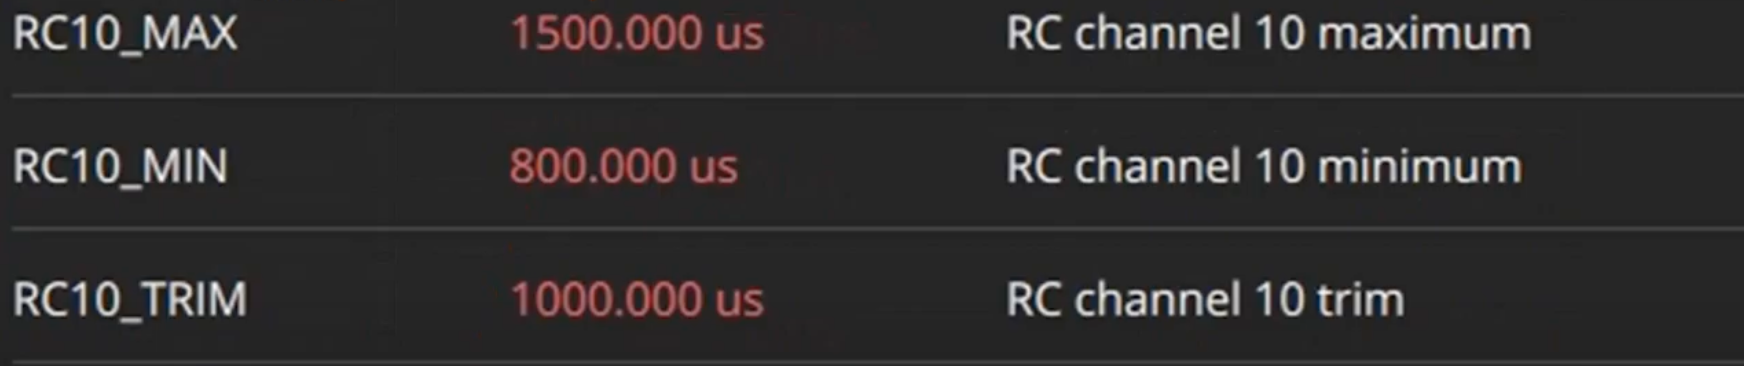 RC10_MAX 1500.000 us RC channel 10 maximum
RC10_MIN 800.000 us RC channel 10 minimum
RC10_TRIM 1000.000 us RC channel 10 trim